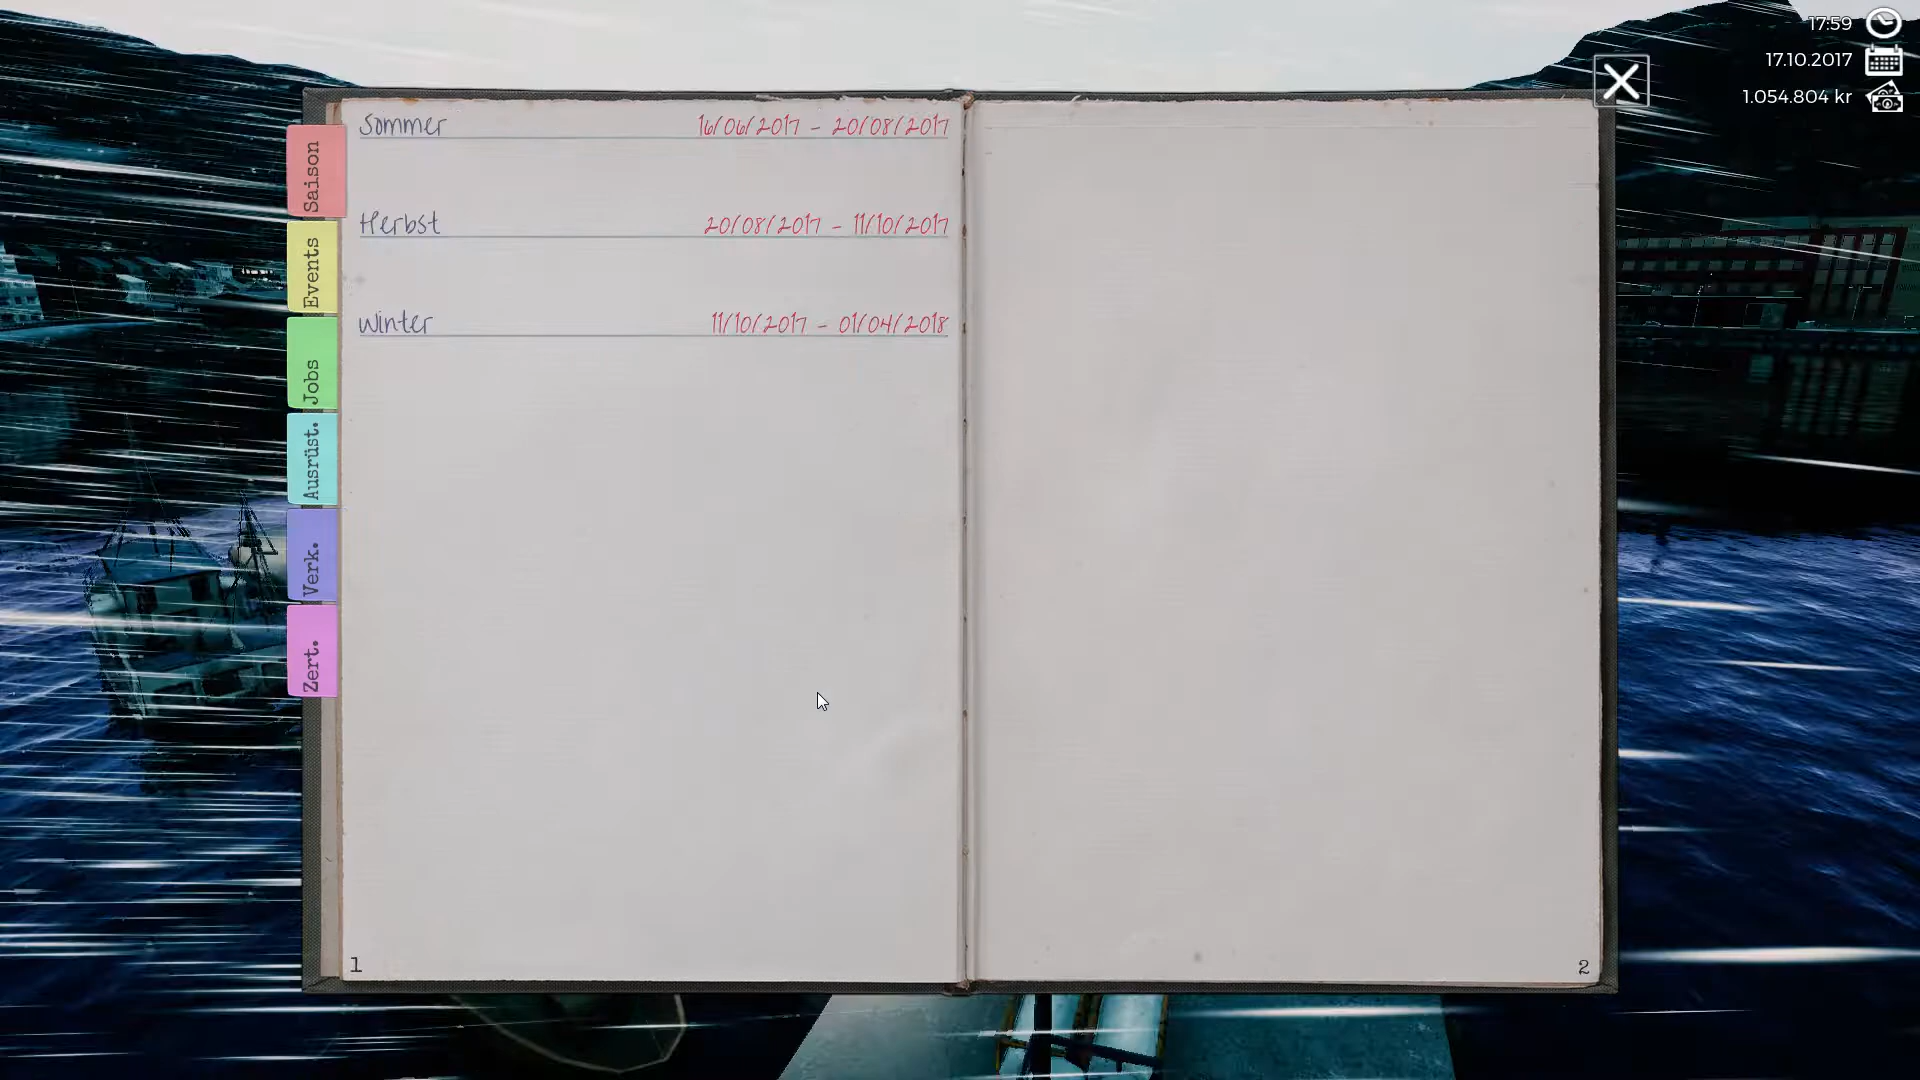 17:59
17.10.2017
1.054.804 kr
Saison
Events
Jobs
Ausrüst.
Verk.
Zert.
Sommer 16/06/2017 - 20/08/2017
Herbst 20/08/2017 - 11/10/2017
Winter 11/10/2017 - 01/04/2018
1
2